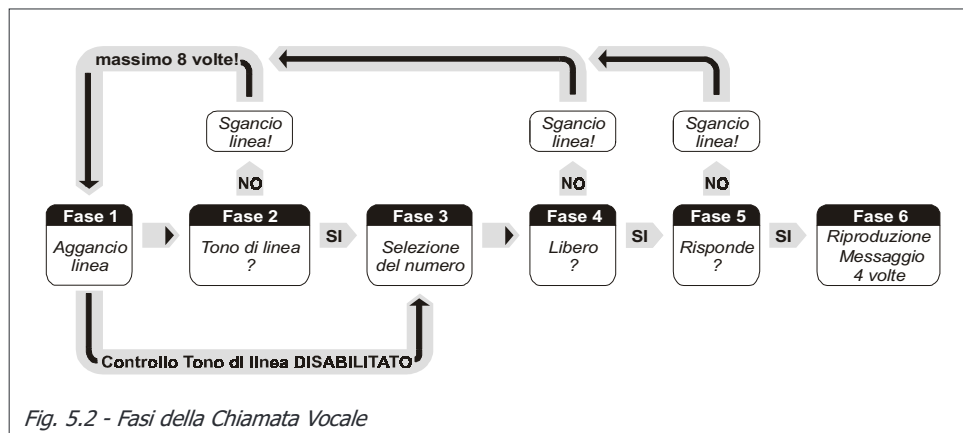 massimo 8 volte!
Sgancio
linea!
Sgancio
linea!
Sgancio
linea!
NO
NO
NO
Fase 1
Aggancio
linea
Fase 2
Tono di linea
?
SI
Fase 3
Selezione
del numero
Fase 4
Libero
?
SI
Fase 5
Risponde
?
SI
Fase 6
Riproduzione
Messaggio
4 volte
Controllo Tono di linea DISABILITATO
Fig. 5.2 - Fasi della Chiamata Vocale